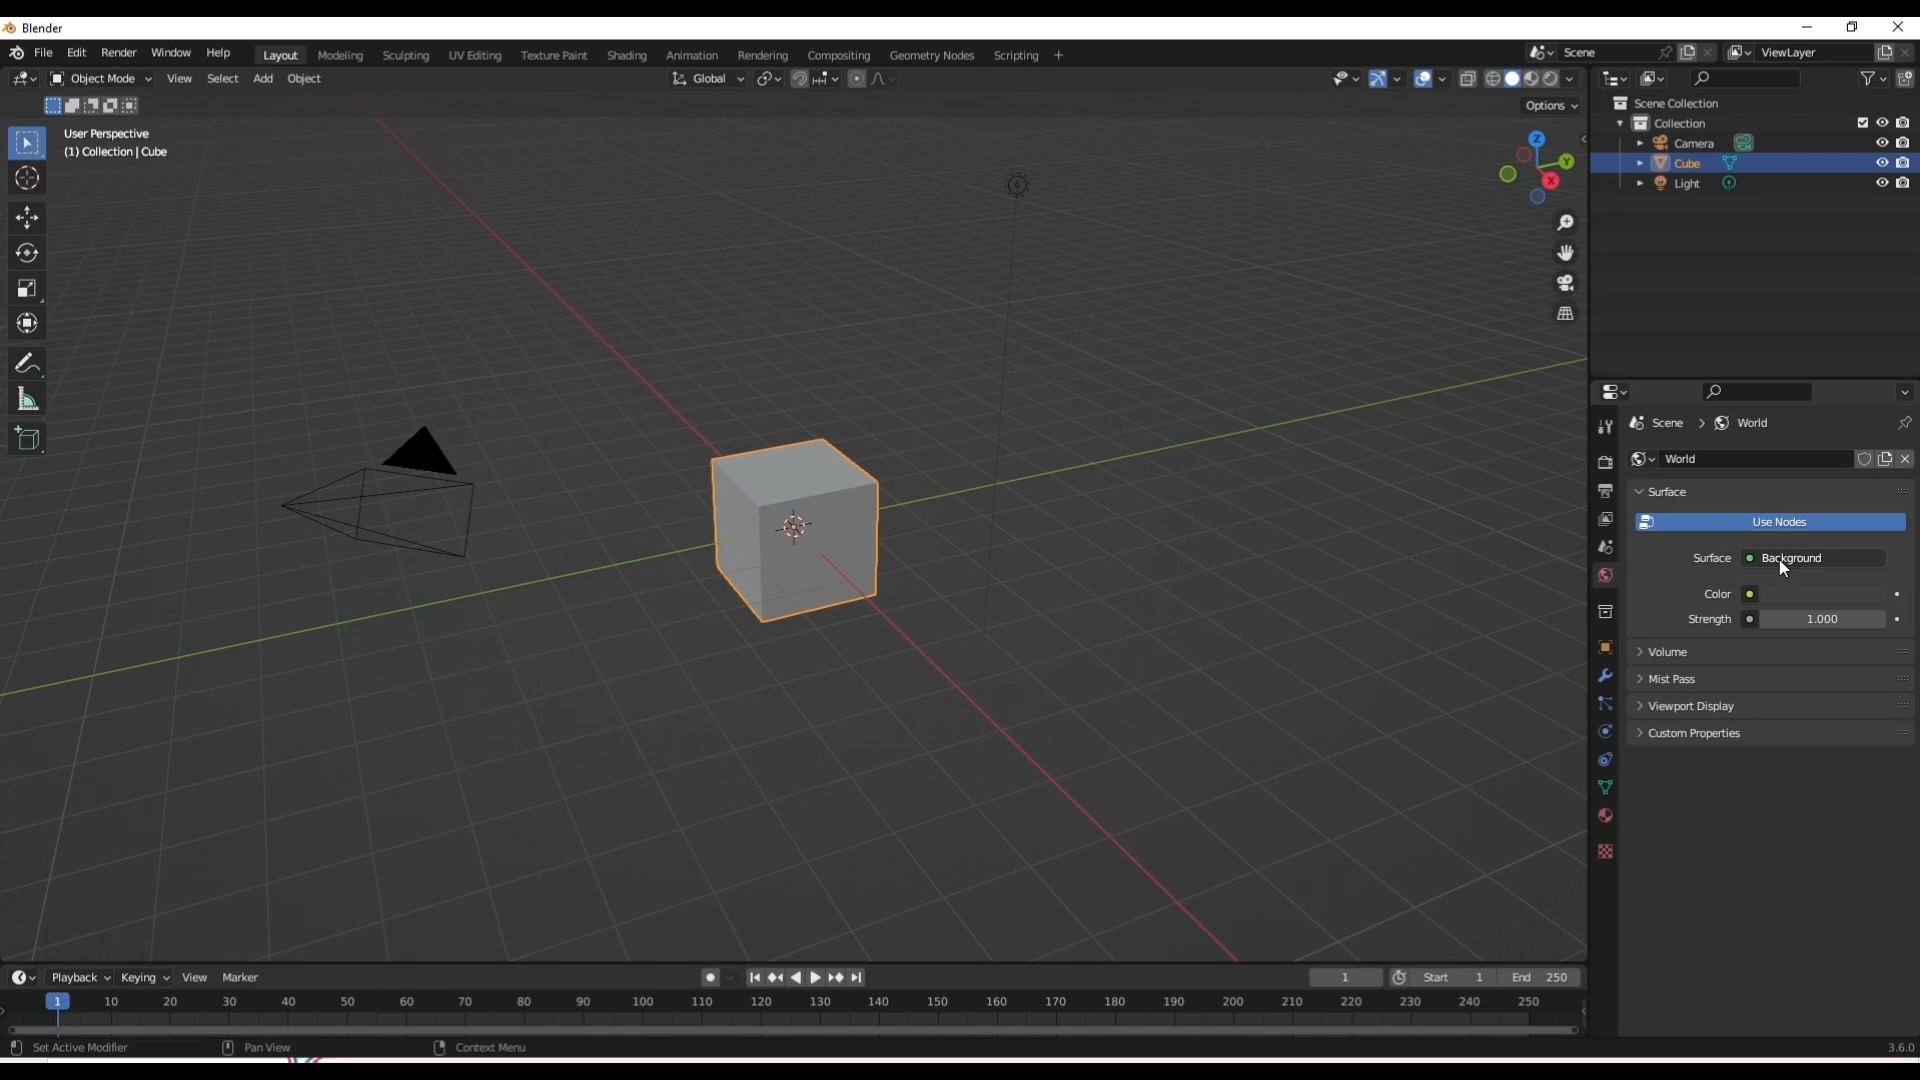 Blender
File Edit Render Window Help Layout Modeling Sculpting UV Editing Texture Paint Shading Animation Rendering Compositing Geometry Nodes Scripting + Scene ViewLayer
Object Mode View Select Add Object Global
Options
User Perspective
(1) Collection | Cube
Z
Y
X
Scene Collection
Collection
Camera
Cube
Light
Scene > World
World
Surface
Use Nodes
Surface Background
Color
Strength 1.000
Volume
Mist Pass
Viewport Display
Custom Properties
Playback Keying View Marker 1 Start 1 End 250
1 10 20 30 40 50 60 70 80 90 100 110 120 130 140 150 160 170 180 190 200 210 220 230 240 250
Set Active Modifier Pan View Context Menu 3.6.0